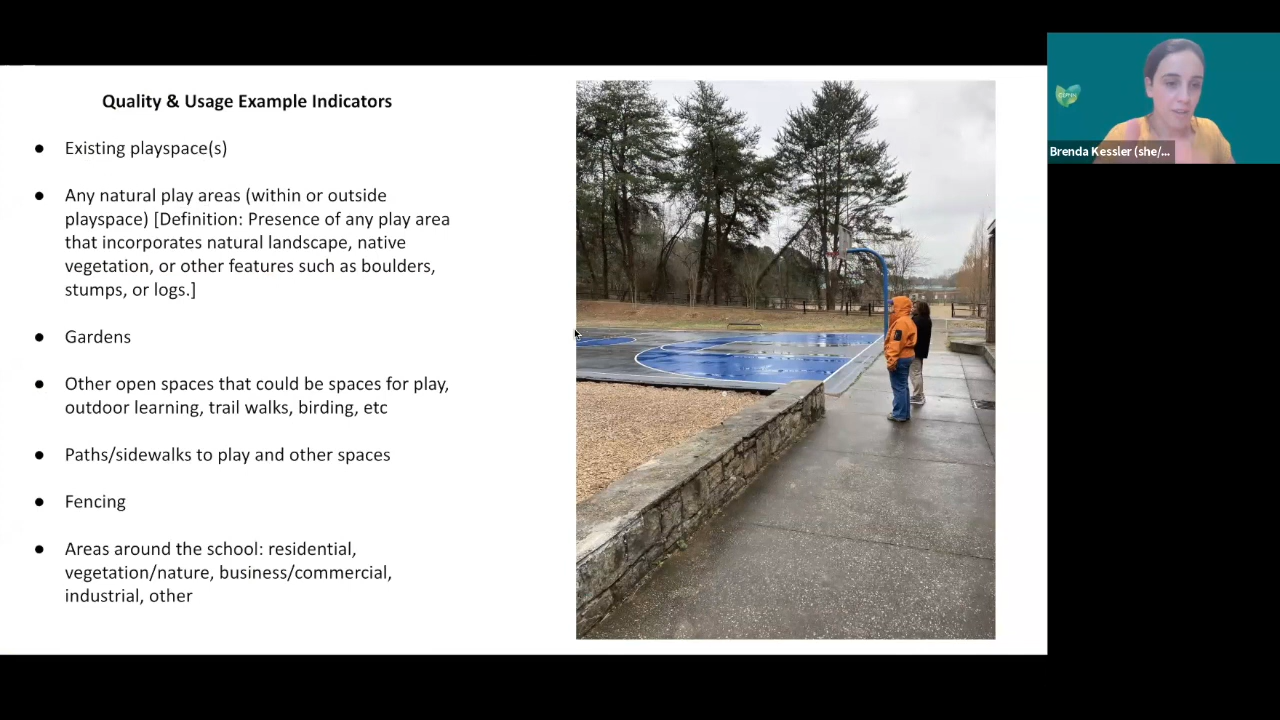 Quality & Usage Example Indicators
● Existing playspace(s)
● Any natural play areas (within or outside
playspace) [Definition: Presence of any play area
that incorporates natural landscape, native
vegetation, or other features such as boulders,
stumps, or logs.]
● Gardens
● Other open spaces that could be spaces for play,
outdoor learning, trail walks, birding, etc
● Paths/sidewalks to play and other spaces
● Fencing
● Areas around the school: residential,
vegetation/nature, business/commercial,
industrial, other
Brenda Kessler (she/...